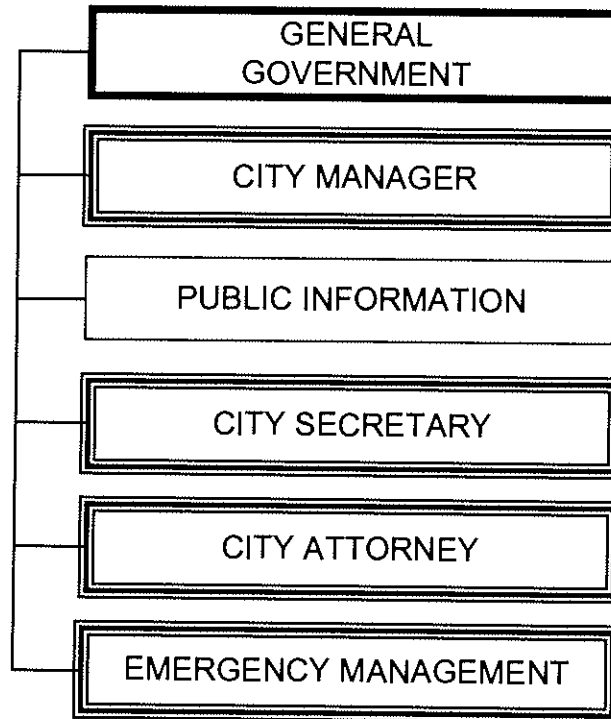 GENERAL
GOVERNMENT
CITY MANAGER
PUBLIC INFORMATION
CITY SECRETARY
CITY ATTORNEY
EMERGENCY MANAGEMENT